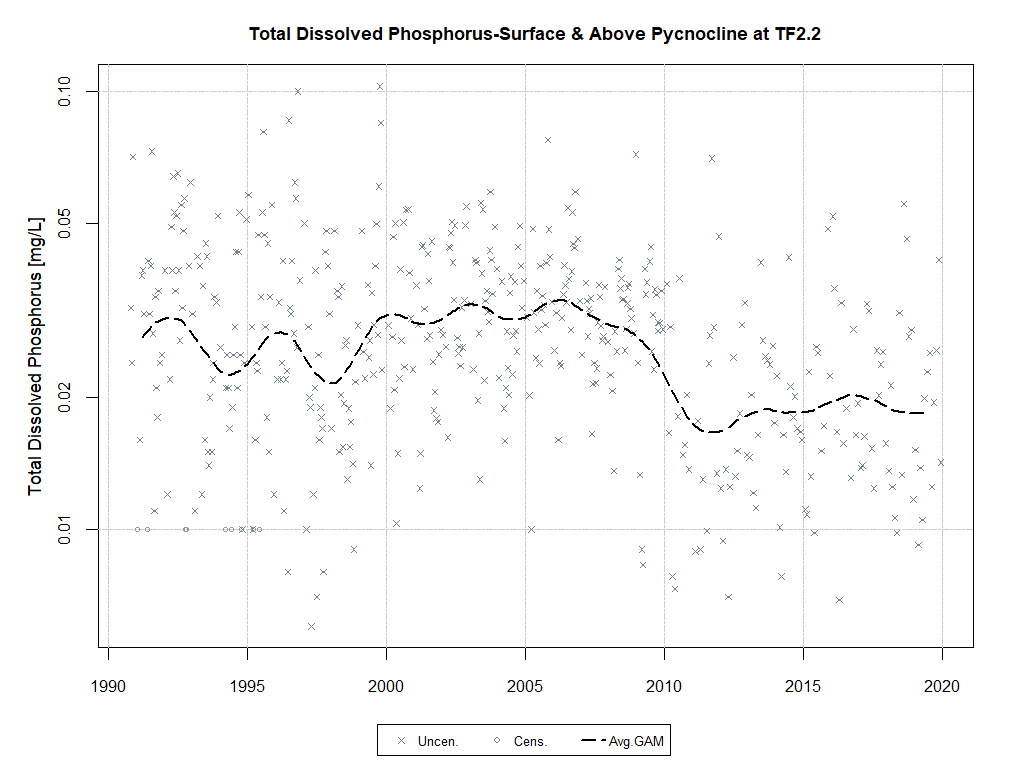 Total Dissolved Phosphorus-Surface & Above Pycnocline at TF2.2
Total Dissolved Phosphorus [mg/L]
0.10
0.05
0.02
0.01
1990 1995 2000 2005 2010 2015 2020
Uncen. Cens. Avg.GAM